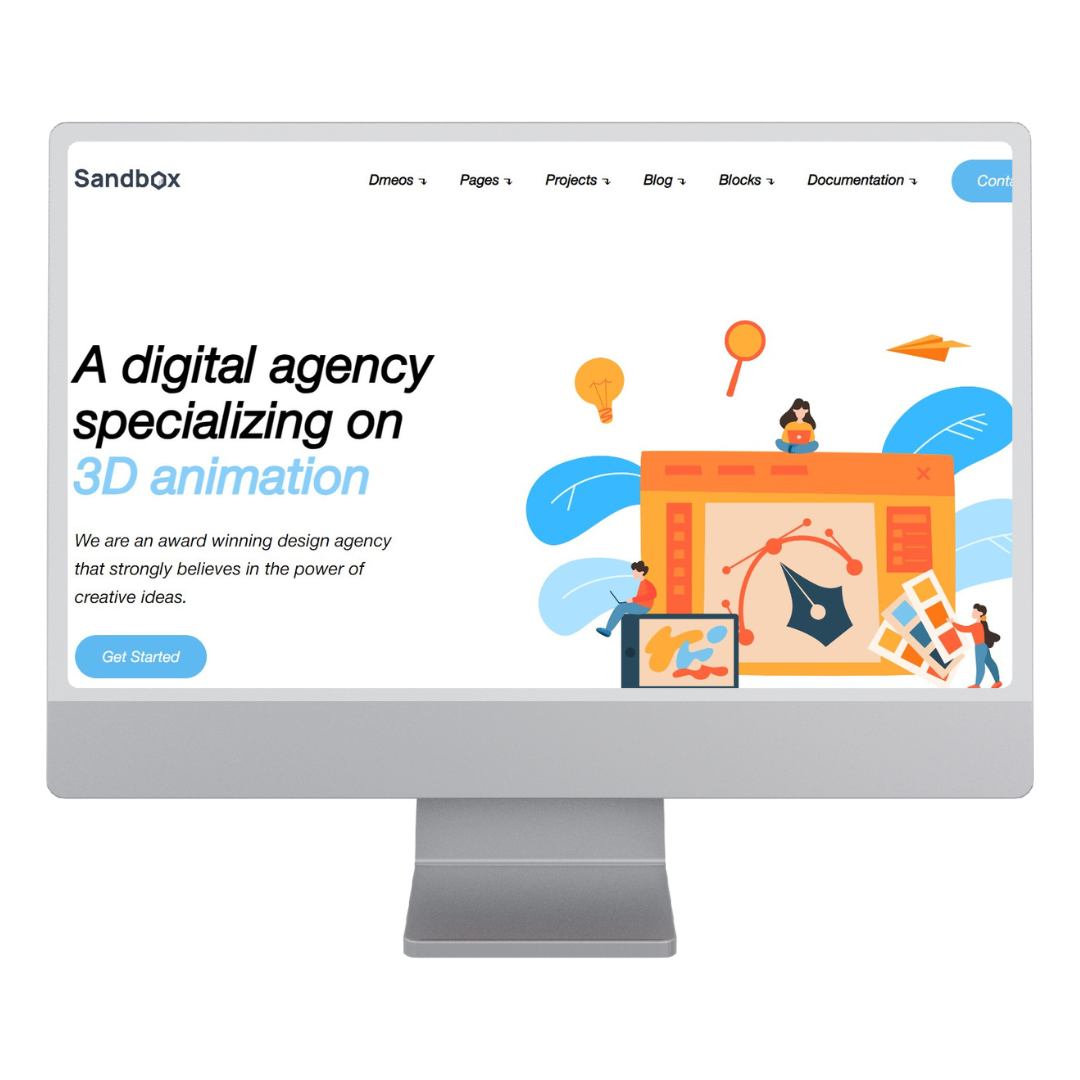 Sandbox
Dmeos Pages Projects Blog Blocks Documentation
A digital agency
specializing on
3D animation
We are an award winning design agency
that strongly believes in the power of
creative ideas.
Get Started